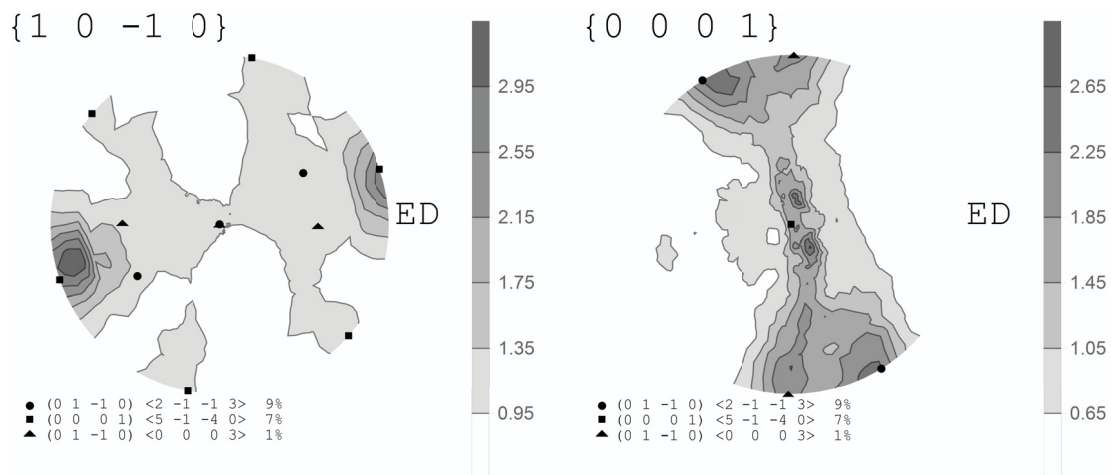 {1 0 -1 0}
2.95
2.55
2.15
1.75
1.35
0.95
ED
● (0 1 -1 0) <2 -1 -1 3> 9%
■ (0 0 0 1) <5 -1 -4 0> 7%
▲ (0 1 -1 0) <0 0 0 3> 1%
{0 0 0 1}
2.65
2.25
1.85
1.45
1.05
0.65
ED
● (0 1 -1 0) <2 -1 -1 3> 9%
■ (0 0 0 1) <5 -1 -4 0> 7%
▲ (0 1 -1 0) <0 0 0 3> 1%